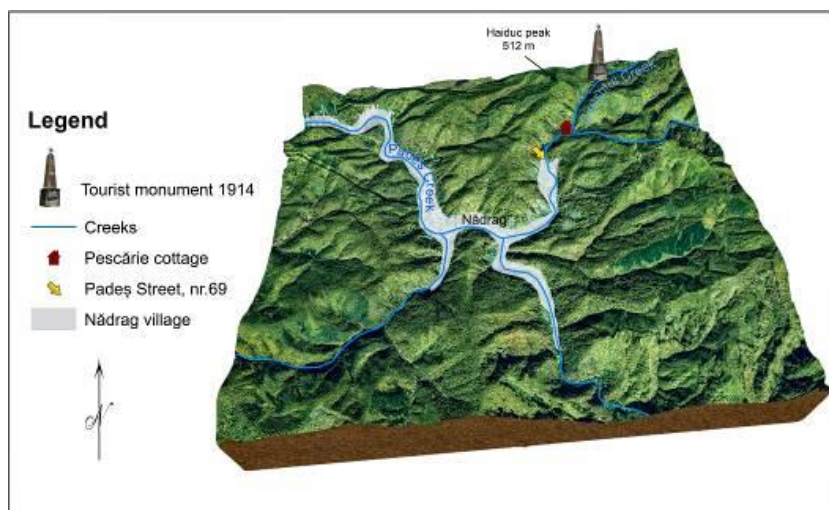 Haiduc peak
512 m
Creek
Legend
Tourist monument 1914
Creeks
Pescărie cottage
Padeș Street, nr.69
Nădrag village
Padeș Creek
Nădrag
N